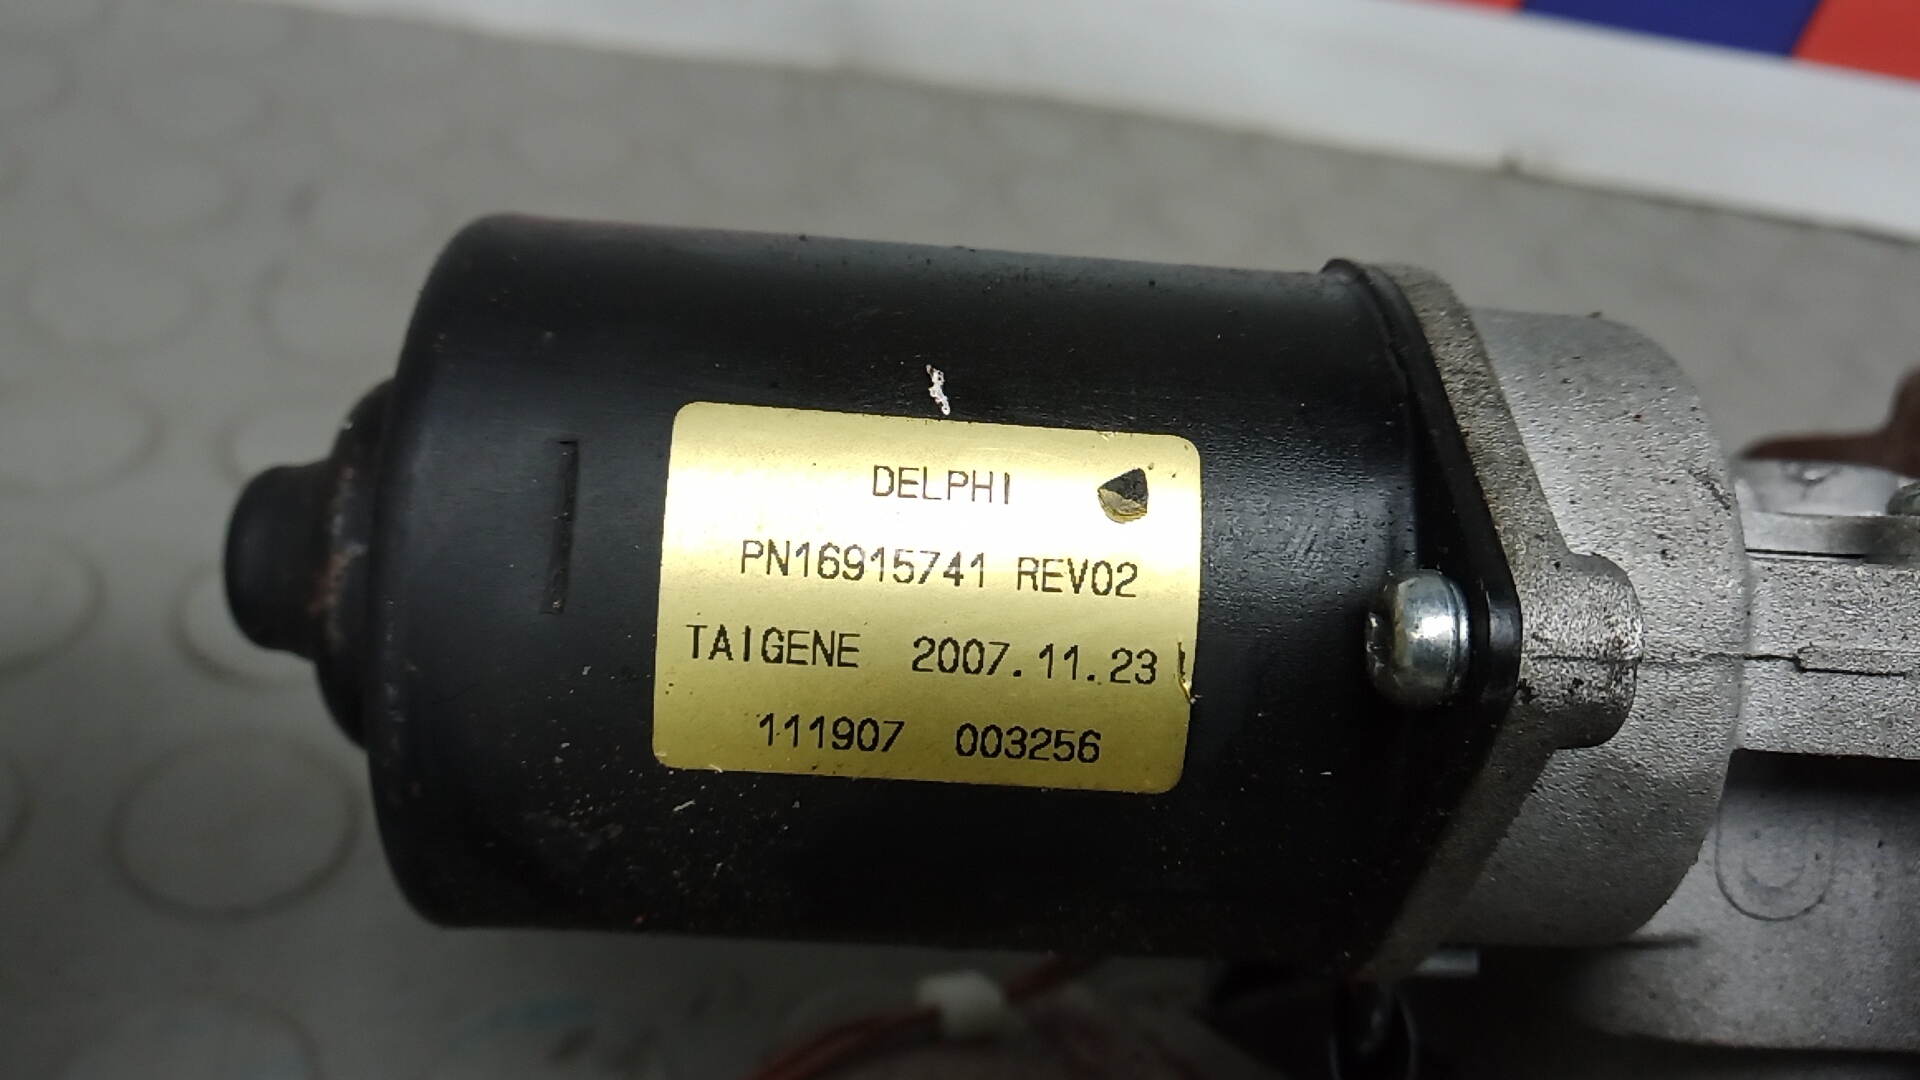 DELPHI
PN16915741 REV02
TAIGENE 2007.11.23
111907 003256